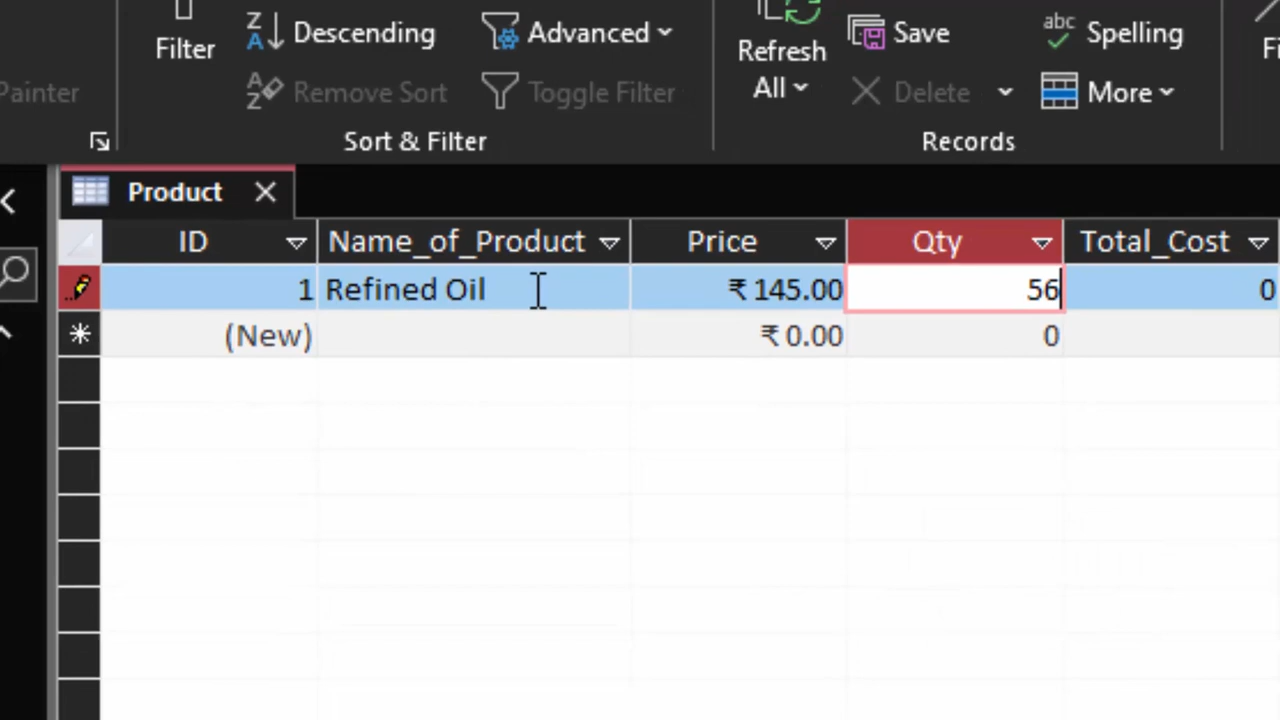 Filter
Descending
Advanced
Refresh All
Save
Spelling
Painter
Remove Sort
Toggle Filter
Delete
More
Sort & Filter
Records
Product
ID Name_of_Product Price Qty Total_Cost
1 Refined Oil ₹ 145.00 56 0
(New) ₹ 0.00 0